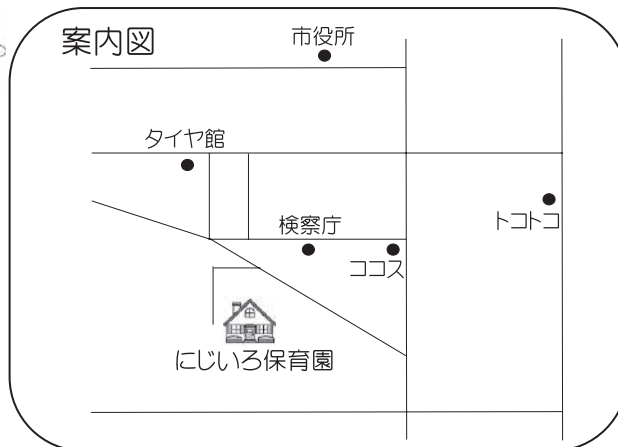 案内図
市役所
タイヤ館
トコトコ
検察庁
ココス
にじいろ保育園